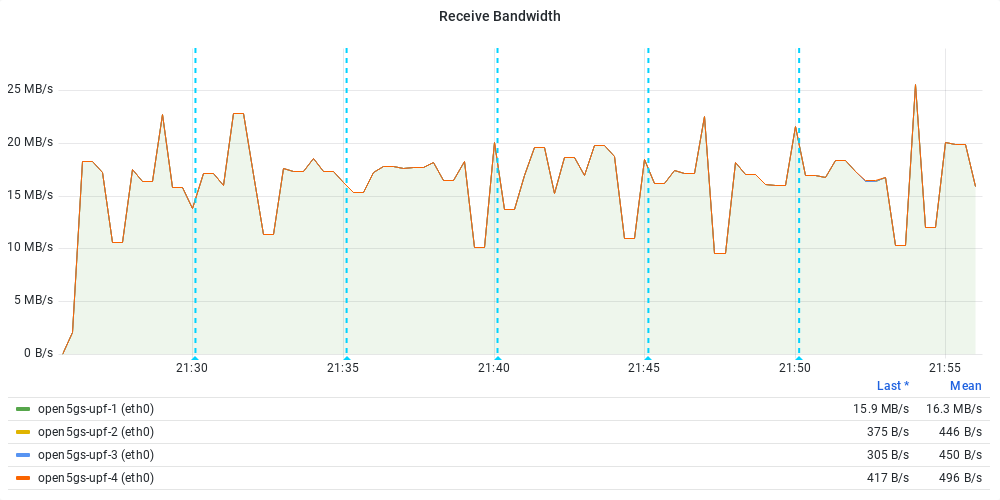 Receive Bandwidth
25 MB/s
20 MB/s
15 MB/s
10 MB/s
5 MB/s
0 B/s
21:30 21:35 21:40 21:45 21:50 21:55
Last * Mean
open5gs-upf-1 (eth0) 15.9 MB/s 16.3 MB/s
open5gs-upf-2 (eth0) 375 B/s 446 B/s
open5gs-upf-3 (eth0) 305 B/s 450 B/s
open5gs-upf-4 (eth0) 417 B/s 496 B/s